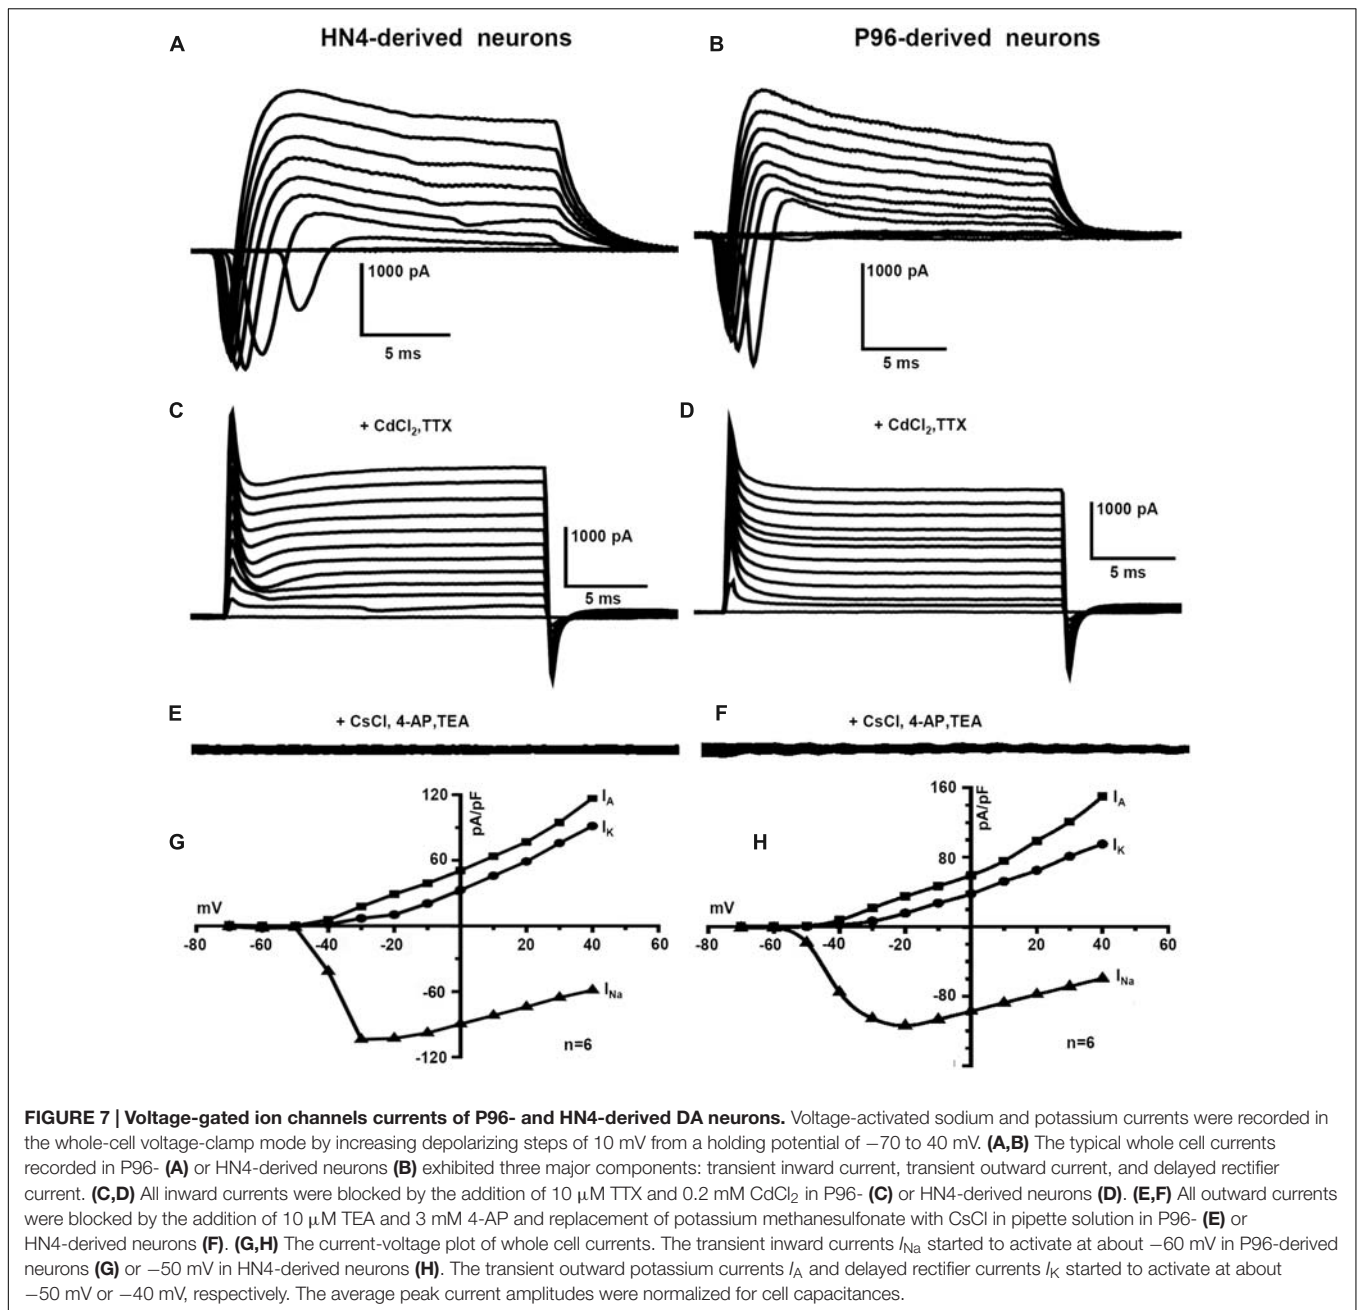 HN4-derived neurons
P96-derived neurons
A
B
1000 pA
5 ms
1000 pA
5 ms
C
D
+ CdCl2,TTX
+ CdCl2,TTX
1000 pA
5 ms
1000 pA
5 ms
E
F
+ CsCl, 4-AP,TEA
+ CsCl, 4-AP,TEA
G
120
60
-60
-120
pA/pF
mV
-80
-60
-40
-20
20
40
60
IA
IK
INa
n=6
H
160
80
-80
pA/pF
mV
-80
-60
-40
-20
20
40
60
IA
IK
INa
n=6
FIGURE 7 | Voltage-gated ion channels currents of P96- and HN4-derived DA neurons. Voltage-activated sodium and potassium currents were recorded in
the whole-cell voltage-clamp mode by increasing depolarizing steps of 10 mV from a holding potential of −70 to 40 mV. (A,B) The typical whole cell currents
recorded in P96- (A) or HN4-derived neurons (B) exhibited three major components: transient inward current, transient outward current, and delayed rectifier
current. (C,D) All inward currents were blocked by the addition of 10 μM TTX and 0.2 mM CdCl2 in P96- (C) or HN4-derived neurons (D). (E,F) All outward currents
were blocked by the addition of 10 μM TEA and 3 mM 4-AP and replacement of potassium methanesulfonate with CsCl in pipette solution in P96- (E) or
HN4-derived neurons (F). (G,H) The current-voltage plot of whole cell currents. The transient inward currents INa started to activate at about −60 mV in P96-derived
neurons (G) or −50 mV in HN4-derived neurons (H). The transient outward potassium currents IA and delayed rectifier currents IK started to activate at about
−50 mV or −40 mV, respectively. The average peak current amplitudes were normalized for cell capacitances.